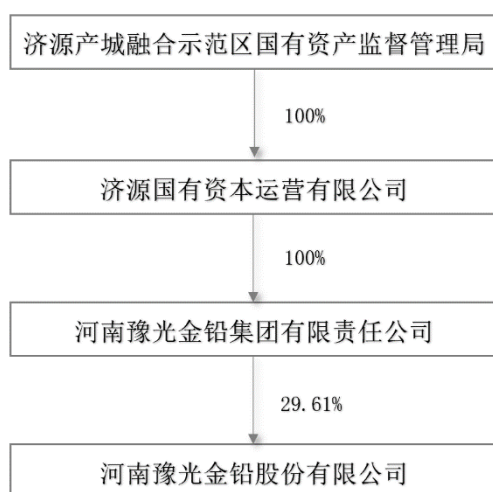 济源产城融合示范区国有资产监督管理局
100%
济源国有资本运营有限公司
100%
河南豫光金铅集团有限责任公司
29.61%
河南豫光金铅股份有限公司